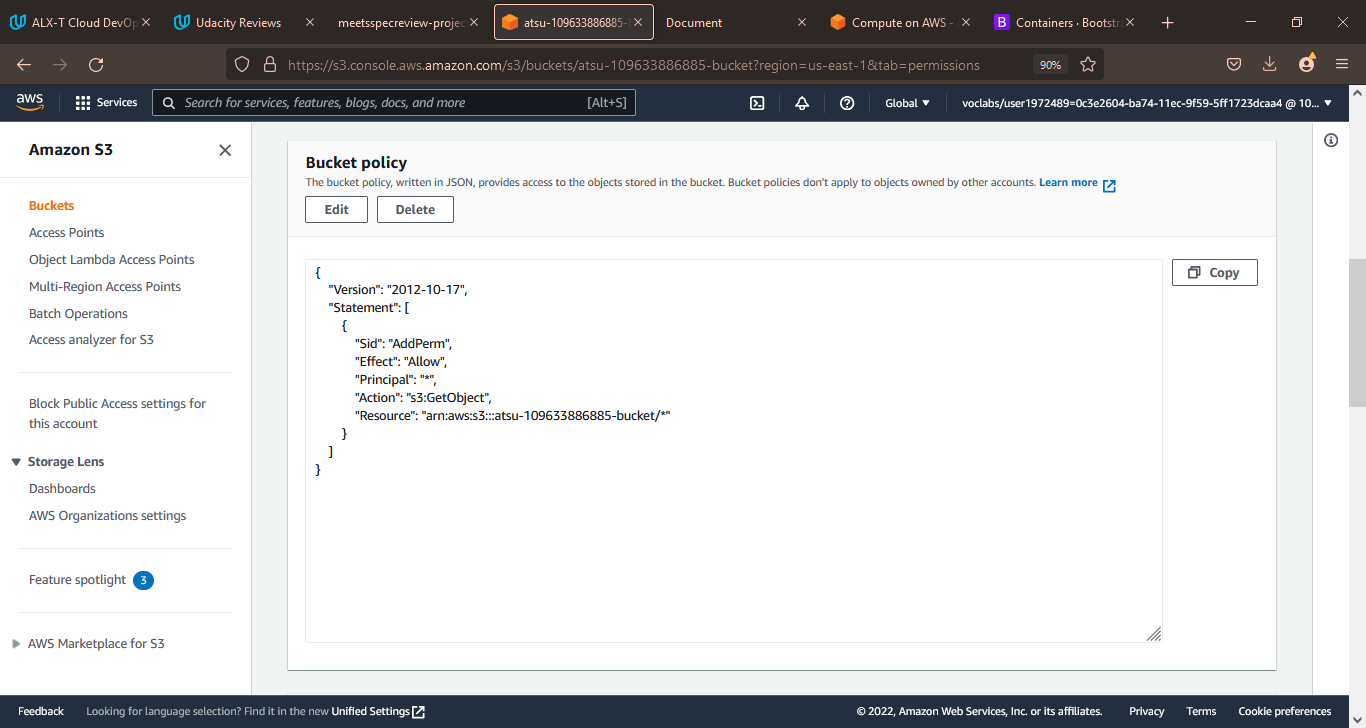 ALX-T Cloud DevOp
Udacity Reviews
meetsspecreview-projec
atsu-109633886885-
Document
Compute on AWS -
B Containers · Bootstr
https://s3.console.aws.amazon.com/s3/buckets/atsu-109633886885-bucket?region=us-east-1&tab=permissions
90%
aws
Services
Search for services, features, blogs, docs, and more [Alt+S]
Global
voclabs/user1972489=0c3e2604-ba74-11ec-9f59-5ff1723dcaa4 @ 10...
Amazon S3
Buckets
Access Points
Object Lambda Access Points
Multi-Region Access Points
Batch Operations
Access analyzer for S3
Block Public Access settings for
this account
Storage Lens
Dashboards
AWS Organizations settings
Feature spotlight 3
AWS Marketplace for S3
Bucket policy
The bucket policy, written in JSON, provides access to the objects stored in the bucket. Bucket policies don't apply to objects owned by other accounts. Learn more
Edit
Delete
{
"Version": "2012-10-17",
"Statement": [
{
"Sid": "AddPerm",
"Effect": "Allow",
"Principal": "*",
"Action": "s3:GetObject",
"Resource": "arn:aws:s3:::atsu-109633886885-bucket/*"
}
]
}
Copy
Feedback
Looking for language selection? Find it in the new Unified Settings
© 2022, Amazon Web Services, Inc. or its affiliates.
Privacy
Terms
Cookie preferences